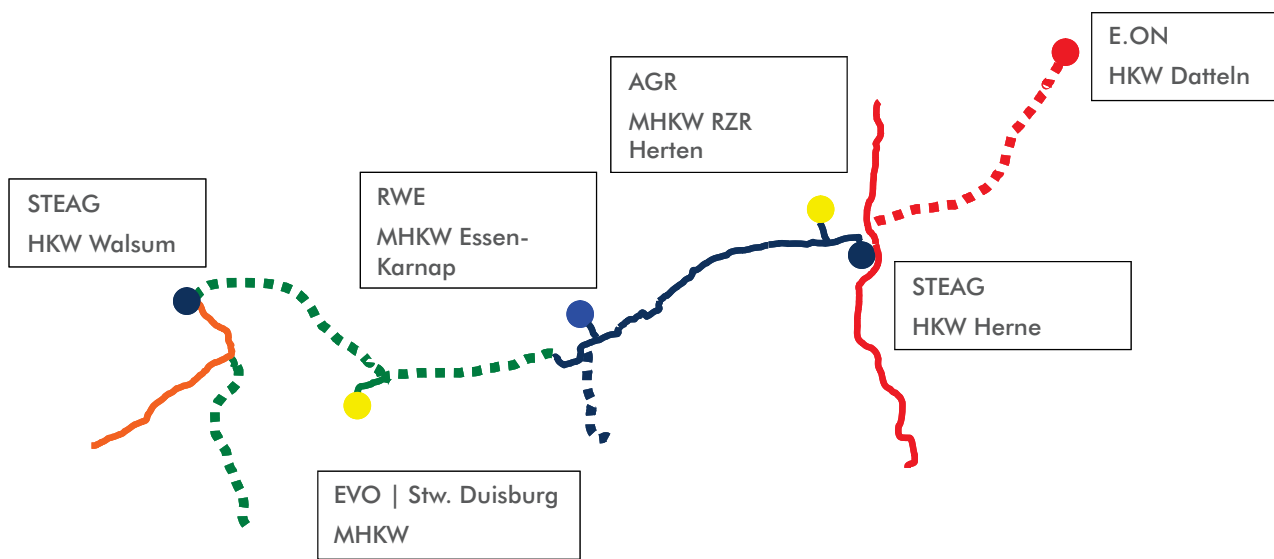 E.ON
HKW Datteln
AGR
MHKW RZR
Herten
RWE
MHKW Essen-
Karnap
STEAG
HKW Walsum
STEAG
HKW Herne
EVO | Stw. Duisburg
MHKW